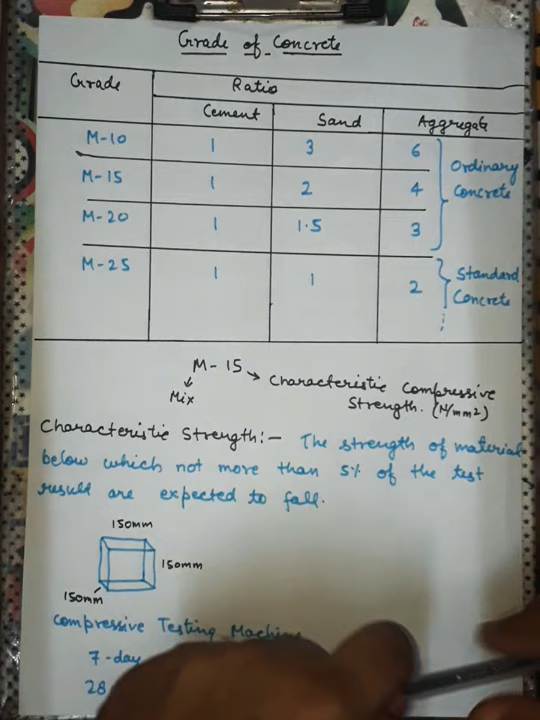 Grade of Concrete
Grade Ratio
Cement Sand Aggregate
M-10 1 3 6
M-15 1 2 4
M-20 1 1.5 3
M-25 1 1 2
Ordinary
Concrete
Standard
Concrete
M-15
Mix
Characteristic Compressive
Strength. (N/mm²)
Characteristic Strength:- The strength of material
below which not more than 5% of the test
result are expected to fall.
150mm
150mm
150mm
Compressive Testing Machine
7-day
28